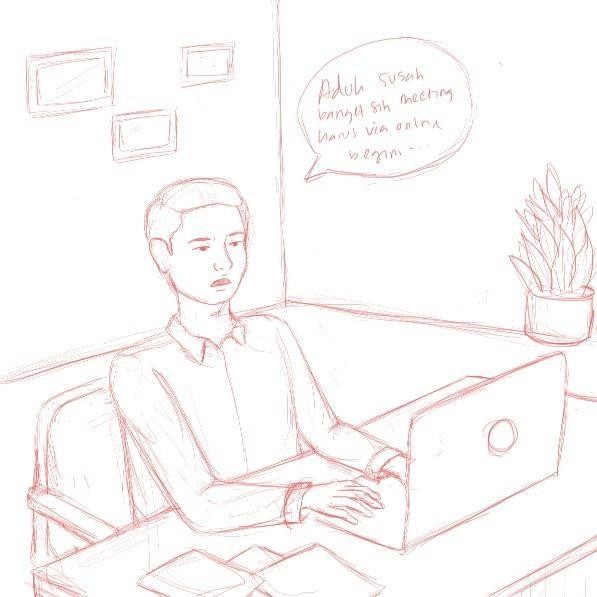 Aduh susah
banget sih meeting
harus via online
begini...